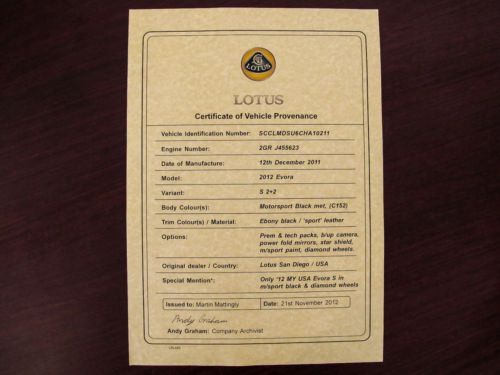 LOTUS
LOTUS
Certificate of Vehicle Provenance
Vehicle Identification Number: SCCLMDSU6CHA10211
Engine Number: 2GR J455623
Date of Manufacture: 12th December 2011
Model: 2012 Evora
Variant: S 2+2
Body Colour(s): Motorsport Black met, (C152)
Trim Colour(s) / Material: Ebony black / 'sport' leather
Options: Prem & tech packs, b/up camera,
power fold mirrors, star shield,
m/sport paint, diamond wheels.
Original dealer / Country: Lotus San Diego / USA
Special Mention*: Only '12 MY USA Evora S in
m/sport black & diamond wheels
Issued to: Martin Mattingly Date: 21st November 2012
Andy Graham
Andy Graham: Company Archivist